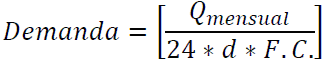 Demanda = [Q_mensual / 24 * d * F.C.]